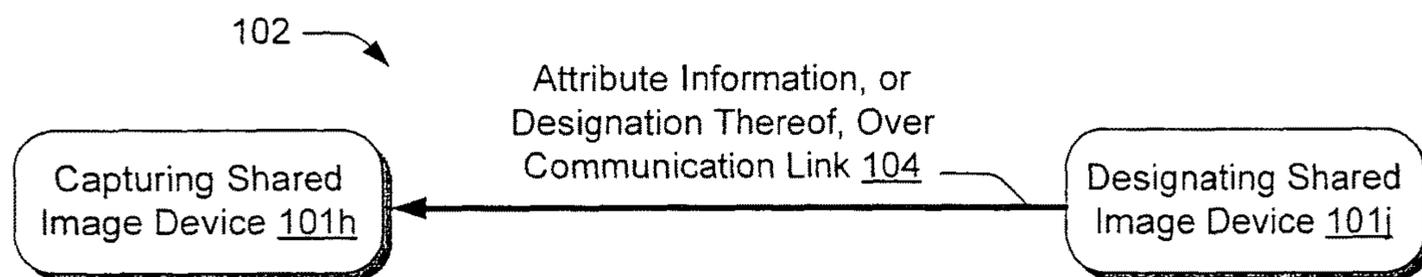 102
Attribute Information, or
Designation Thereof, Over
Communication Link 104
Capturing Shared
Image Device 101h
Designating Shared
Image Device 101j